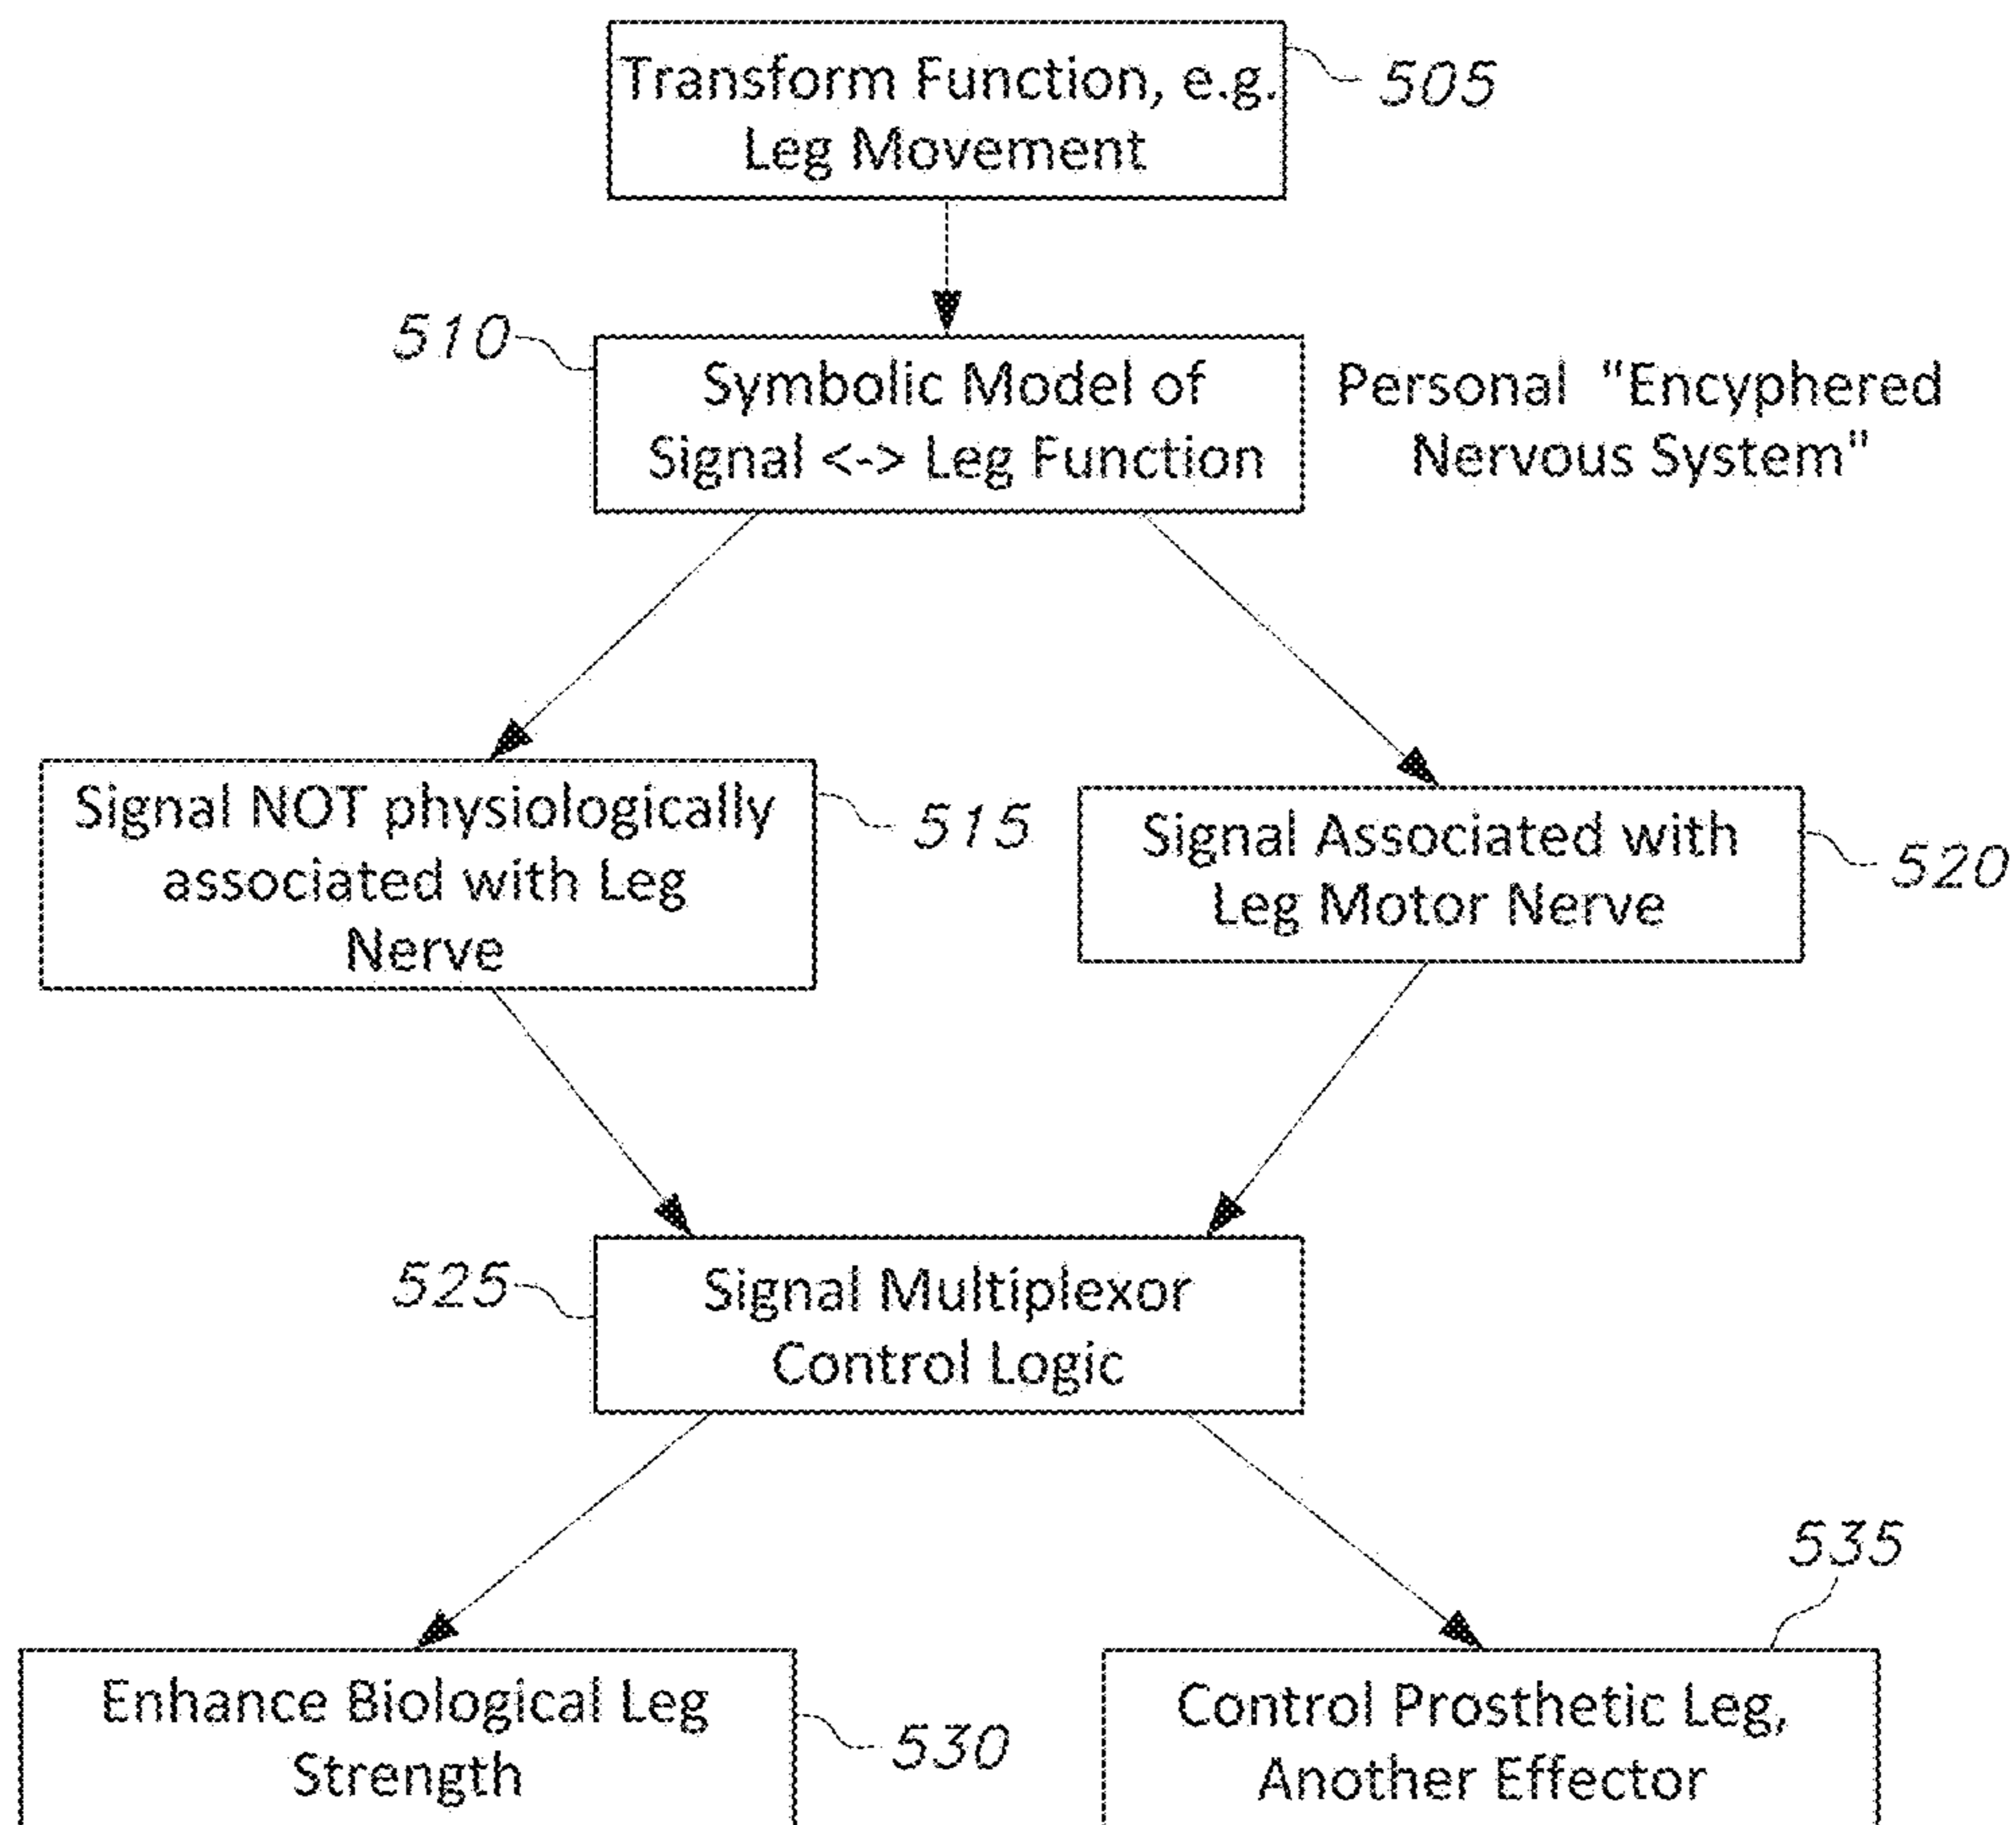 Transform Function, e.g.
Leg Movement
505
510
Symbolic Model of
Signal <-> Leg Function
Personal "Encyphered
Nervous System"
Signal NOT physiologically
associated with Leg
Nerve
515
Signal Associated with
Leg Motor Nerve
520
525
Signal Multiplexor
Control Logic
Enhance Biological Leg
Strength
530
535
Control Prosthetic Leg,
Another Effector